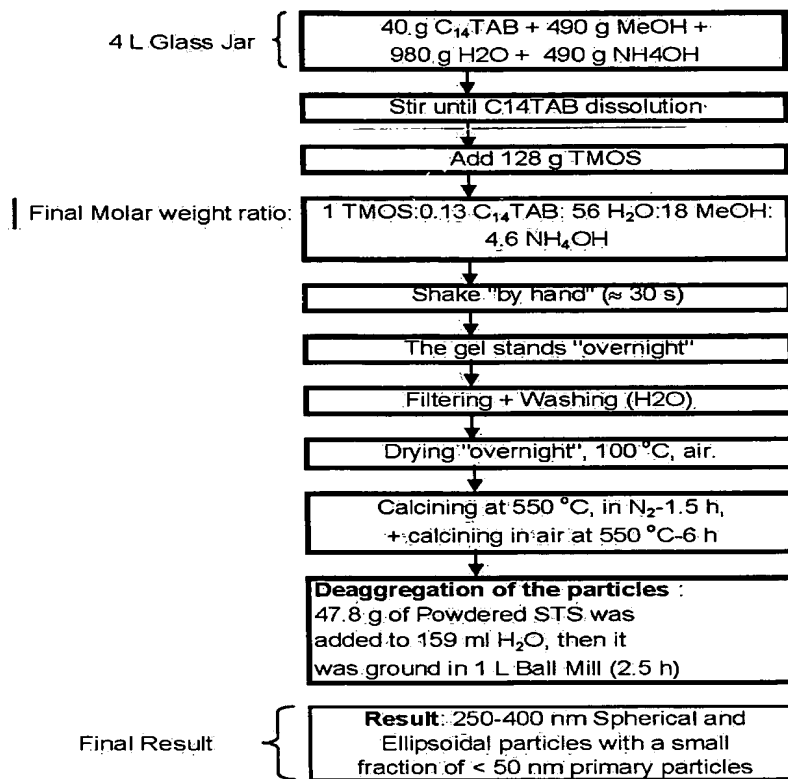 4 L Glass Jar
40 g C₁₄TAB + 490 g MeOH +
980 g H2O + 490 g NH4OH
Stir until C14TAB dissolution
Add 128 g TMOS
Final Molar weight ratio:
1 TMOS:0.13 C₁₄TAB: 56 H₂O:18 MeOH:
4.6 NH₄OH
Shake "by hand" (≈ 30 s)
The gel stands "overnight"
Filtering + Washing (H2O)
Drying "overnight", 100 °C, air.
Calcining at 550 °C, in N₂-1.5 h,
+ calcining in air at 550 °C-6 h
Deaggregation of the particles :
47.8 g of Powdered STS was
added to 159 ml H₂O, then it
was ground in 1 L Ball Mill (2.5 h)
Final Result
Result: 250-400 nm Spherical and
Ellipsoidal particles with a small
fraction of < 50 nm primary particles